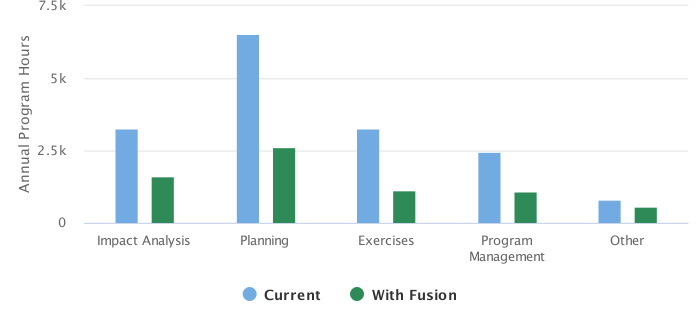 7.5k
5k
2.5k
0
Annual Program Hours
Impact Analysis
Planning
Exercises
Program
Management
Other
Current
With Fusion